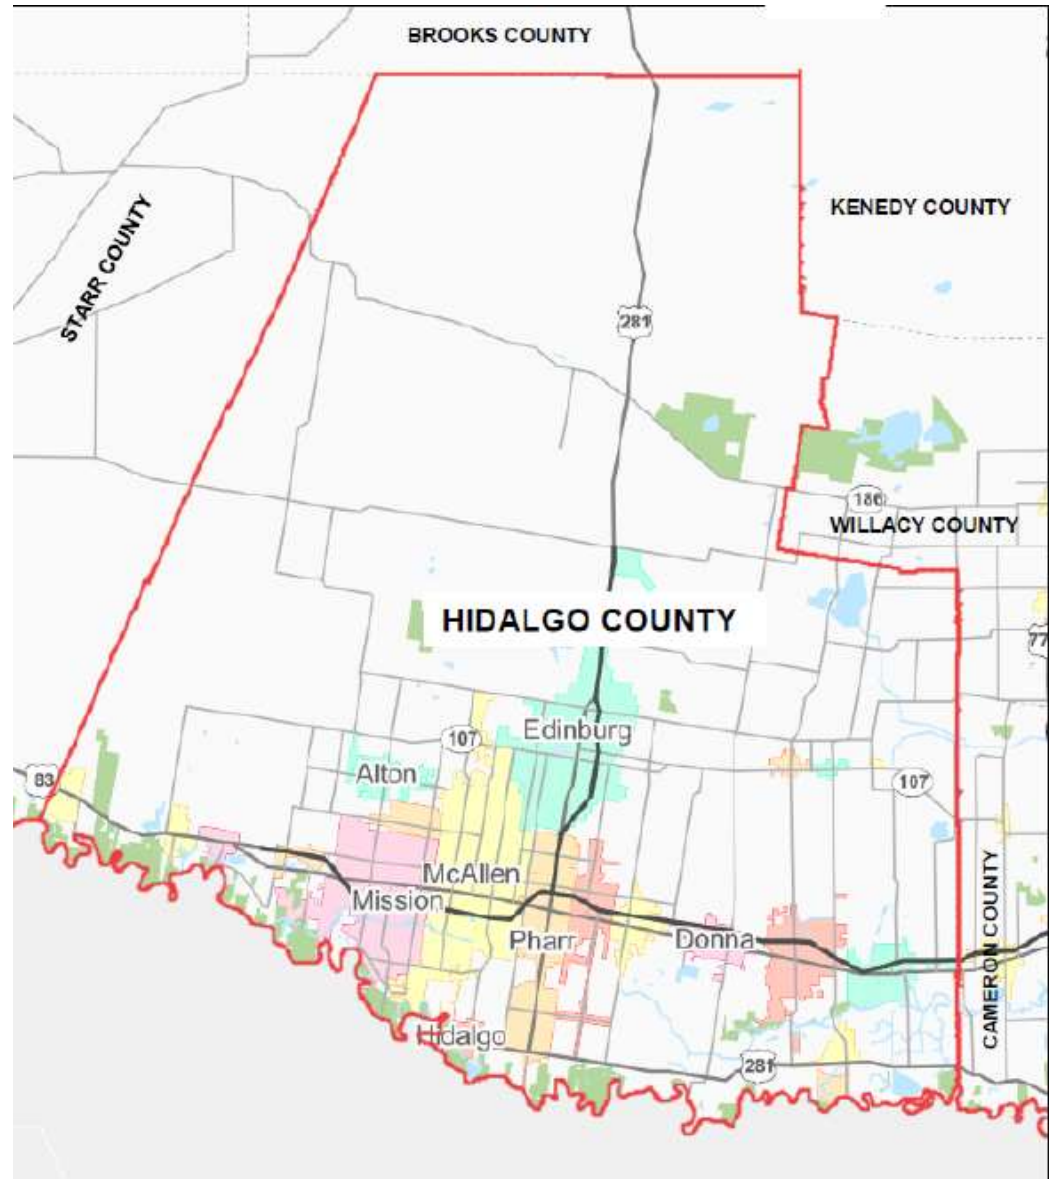 BROOKS COUNTY
KENEDY COUNTY
STARR COUNTY
281
186
WILLACY COUNTY
HIDALGO COUNTY
77
Edinburg
107
Alton
83
107
McAllen
Mission
Pharr
Donna
CAMERON COUNTY
Hidalgo
281